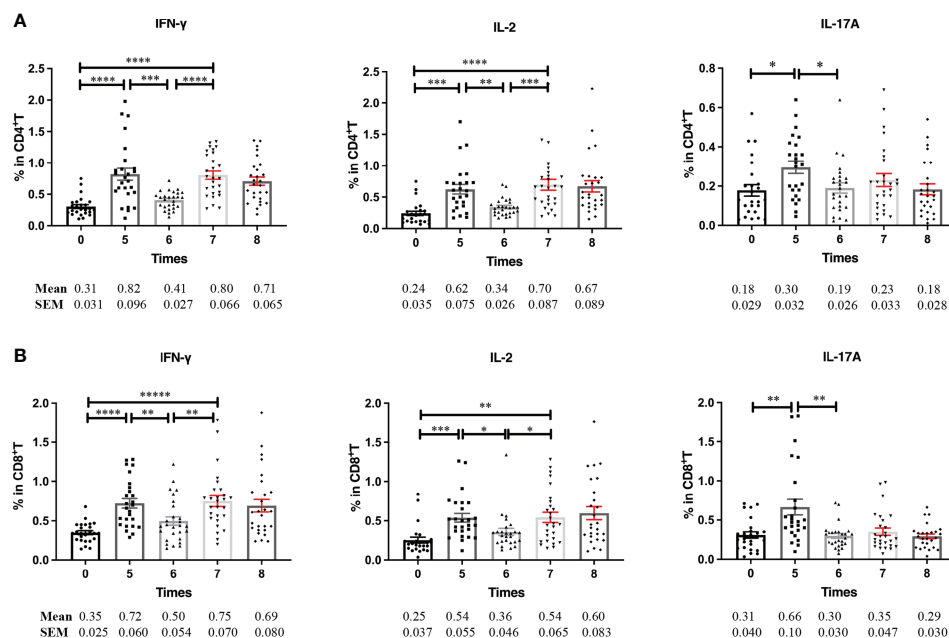 A
IFN-γ
IL-2
IL-17A
****
****
*
*
****
***
****
***
**
***
% in CD4+T
2.5
2.0
1.5
1.0
0.5
0.0
% in CD4+T
2.5
2.0
1.5
1.0
0.5
0.0
% in CD4+T
0.8
0.6
0.4
0.2
0.0
0 5 6 7 8
0 5 6 7 8
0 5 6 7 8
Times
Times
Times
Mean 0.31 0.82 0.41 0.80 0.71
SEM 0.031 0.096 0.027 0.066 0.065
0.24 0.62 0.34 0.70 0.67
0.035 0.075 0.026 0.087 0.089
0.18 0.30 0.19 0.23 0.18
0.029 0.032 0.026 0.033 0.028
B
IFN-γ
IL-2
IL-17A
*****
**
**
**
****
**
**
***
*
*
% in CD8+T
2.0
1.5
1.0
0.5
0.0
% in CD8+T
2.0
1.5
1.0
0.5
0.0
% in CD8+T
2.0
1.5
1.0
0.5
0.0
0 5 6 7 8
0 5 6 7 8
0 5 6 7 8
Times
Times
Times
Mean 0.35 0.72 0.50 0.75 0.69
SEM 0.025 0.060 0.054 0.070 0.080
0.25 0.54 0.36 0.54 0.60
0.037 0.055 0.046 0.065 0.083
0.31 0.66 0.30 0.35 0.29
0.040 0.10 0.030 0.047 0.030